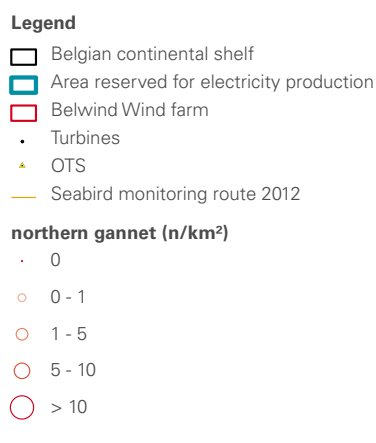 Legend
Belgian continental shelf
Area reserved for electricity production
Belwind Wind farm
Turbines
OTS
Seabird monitoring route 2012
northern gannet (n/km²)
0
0 - 1
1 - 5
5 - 10
> 10